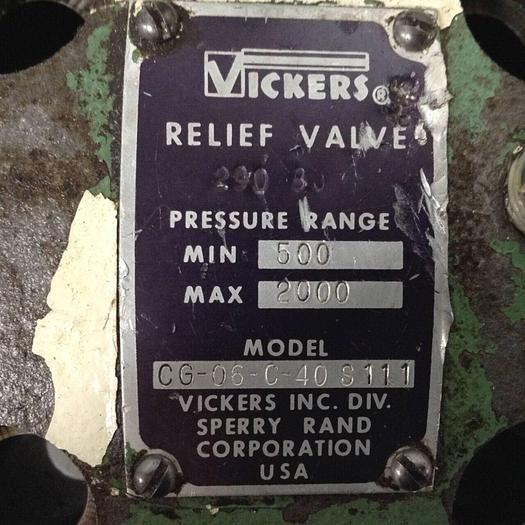 VICKERS®
RELIEF VALVE
PRESSURE RANGE
MIN 500
MAX 2000
MODEL
CG-06-C-40 S111
VICKERS INC. DIV.
SPERRY RAND
CORPORATION
USA